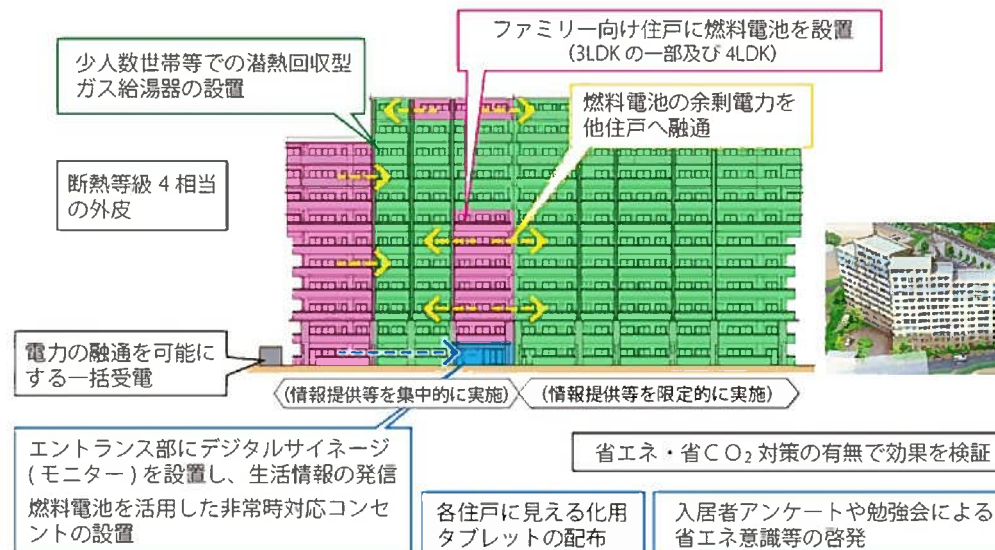 ファミリー向け住戸に燃料電池を設置
(3LDK の一部及び 4LDK)
少人数世帯等での潜熱回収型
ガス給湯器の設置
燃料電池の余剰電力を
他住戸へ融通
断熱等級 4 相当
の外皮
電力の融通を可能に
する一括受電
(情報提供等を集中的に実施)
(情報提供等を限定的に実施)
エントランス部にデジタルサイネージ
(モニター) を設置し、生活情報の発信
燃料電池を活用した非常時対応コンセ
ントの設置
省エネ・省ＣＯ₂ 対策の有無で効果を検証
各住戸に見える化用
タブレットの配布
入居者アンケートや勉強会による
省エネ意識等の啓発